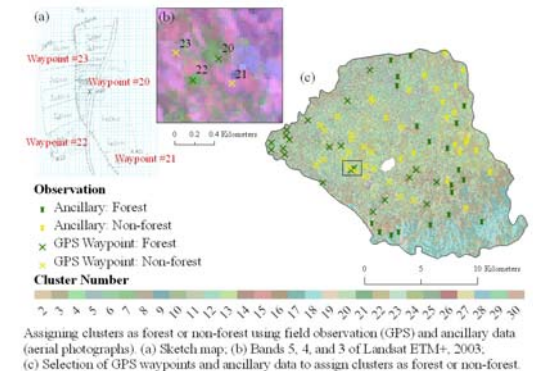 (a)
(b)
Waypoint #23
Waypoint #20
Waypoint #22
Waypoint #21
23
20
22
21
0 0.2 0.4 Kilometers
(c)
Observation
Ancillary: Forest
Ancillary: Non-forest
GPS Waypoint: Forest
GPS Waypoint: Non-forest
0 5 10 Kilometers
Cluster Number
2 3 4 5 6 7 8 9 10 11 12 13 14 15 16 17 18 19 20 21 22 23 24 25 26 27 28 29 30
Assigning clusters as forest or non-forest using field observation (GPS) and ancillary data
(aerial photographs). (a) Sketch map; (b) Bands 5, 4, and 3 of Landsat ETM+, 2003;
(c) Selection of GPS waypoints and ancillary data to assign clusters as forest or non-forest.